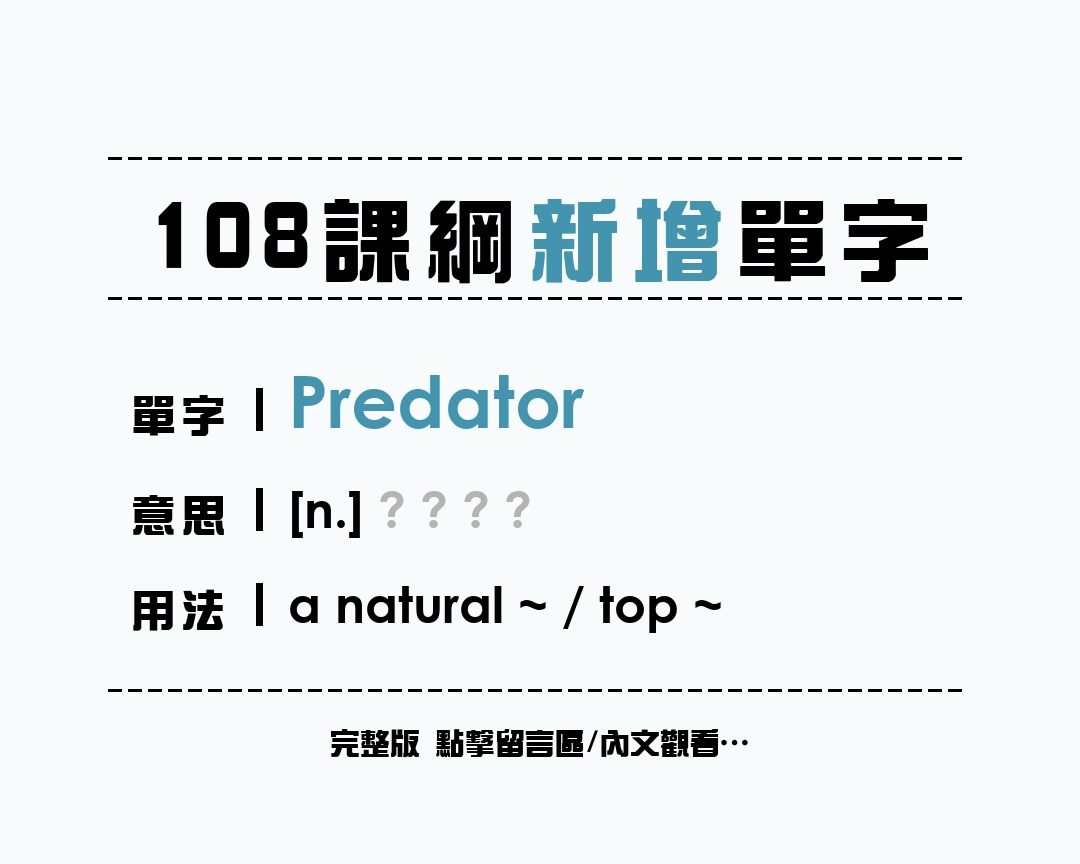 108課綱新增單字
單字 | Predator
意思 | [n.] ????
用法 | a natural ~ / top ~
完整版 點擊留言區/內文觀看…